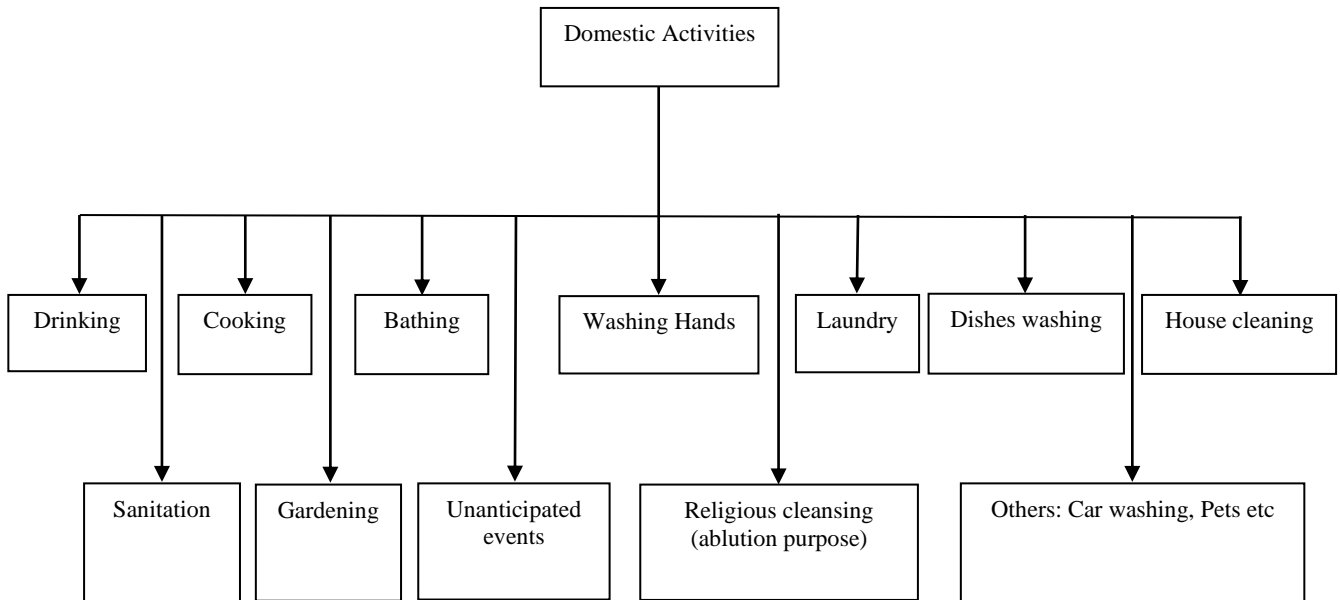 Domestic Activities
Drinking
Cooking
Bathing
Washing Hands
Laundry
Dishes washing
House cleaning
Sanitation
Gardening
Unanticipated
events
Religious cleansing
(ablution purpose)
Others: Car washing, Pets etc